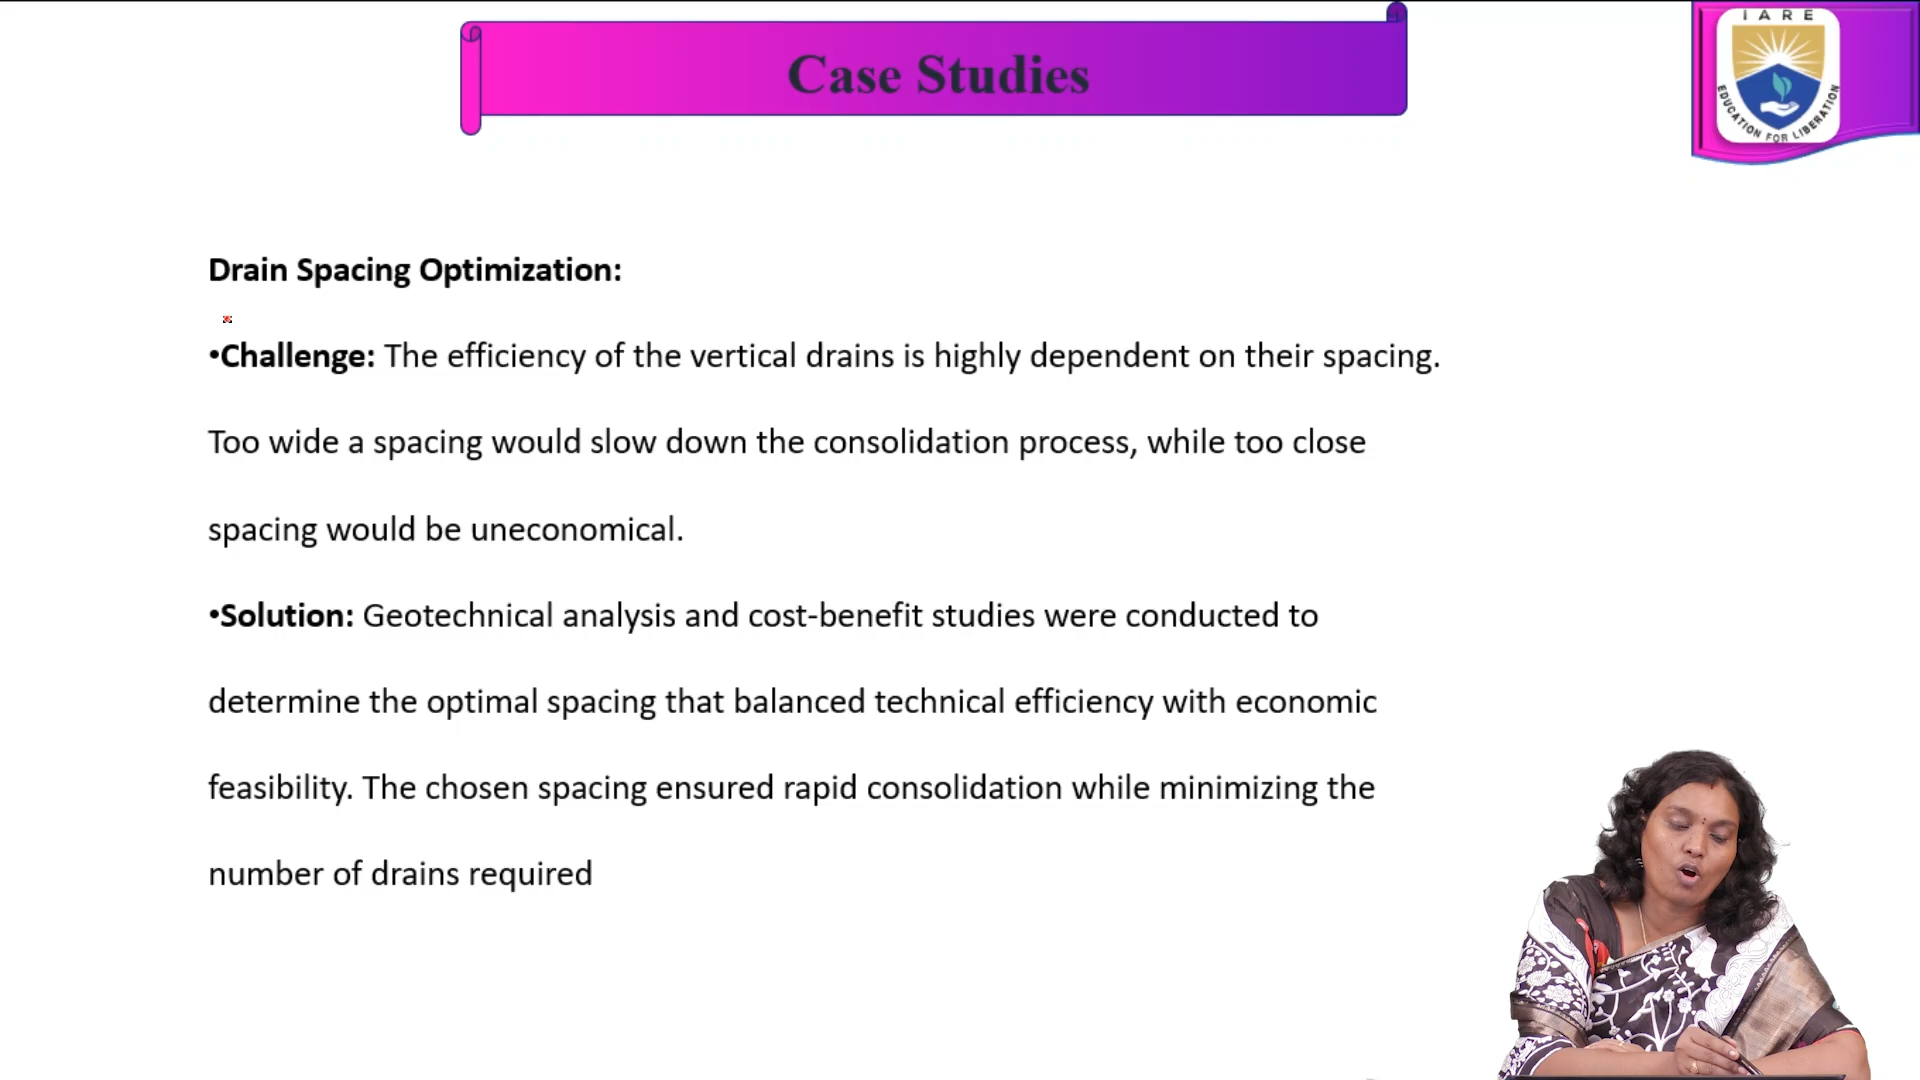 Case Studies
IARE
EDUCATION FOR LIBERATION
Drain Spacing Optimization:
•Challenge: The efficiency of the vertical drains is highly dependent on their spacing.
Too wide a spacing would slow down the consolidation process, while too close
spacing would be uneconomical.
•Solution: Geotechnical analysis and cost-benefit studies were conducted to
determine the optimal spacing that balanced technical efficiency with economic
feasibility. The chosen spacing ensured rapid consolidation while minimizing the
number of drains required